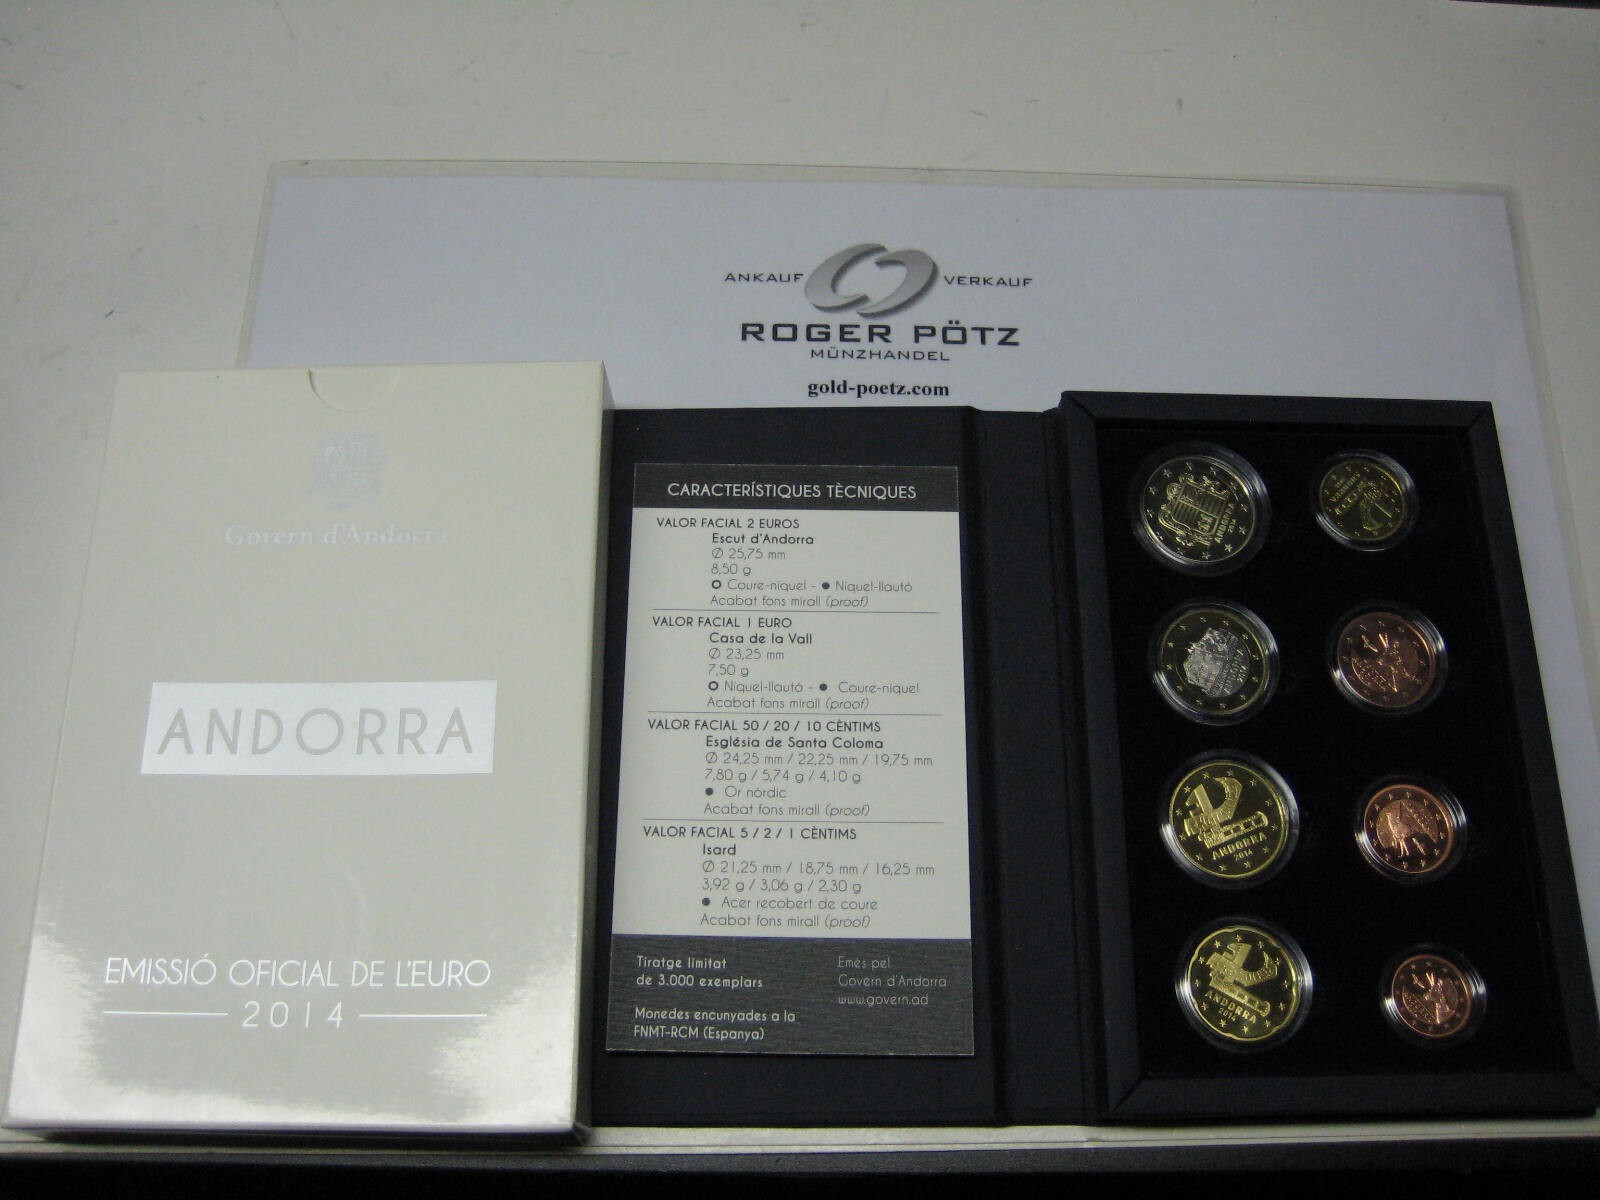 ANKAUF VERKAUF
ROGER PÖTZ
MÜNZHANDEL
gold-poetz.com
Govern d'Andorra
ANDORRA
EMISSIÓ OFICIAL DE L'EURO
2014
CARACTERÍSTIQUES TÈCNIQUES
VALOR FACIAL 2 EUROS
Escut d'Andorra
Ø 25,75 mm
8,50 g
Coure-níquel - ● Níquel-llautó
Acabat fons mirall (proof)
VALOR FACIAL 1 EURO
Casa de la Vall
Ø 23,25 mm
7,50 g
Níquel-llautó - ● Coure-níquel
Acabat fons mirall (proof)
VALOR FACIAL 50 / 20 / 10 CÈNTIMS
Església de Santa Coloma
Ø 24,25 mm / 22,25 mm / 19,75 mm
7,80 g / 5,74 g / 4,10 g
● Or nòrdic
Acabat fons mirall (proof)
VALOR FACIAL 5 / 2 / 1 CÈNTIMS
Isard
Ø 21,25 mm / 18,75 mm / 16,25 mm
3,92 g / 3,06 g / 2,30 g
● Acer recobert de coure
Acabat fons mirall (proof)
Tiratge limitat
de 3.000 exemplars
Monedes encunyades a la
FNMT-RCM (Espanya)
Emès pel
Govern d'Andorra
www.govern.ad
ANDORRA
2014
ANDORRA
2014
ANDORRA
2014